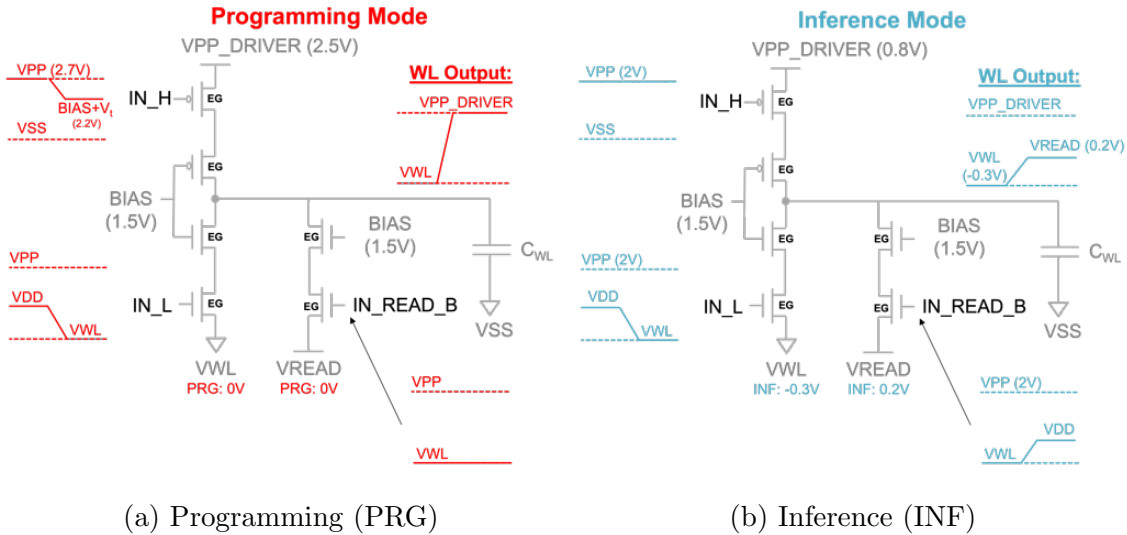 Programming Mode
VPP_DRIVER (2.5V)
VPP (2.7V)
WL Output:
IN_H
EG
BIAS+Vt
(2.2V)
VPP_DRIVER
VSS
EG
VWL
BIAS
(1.5V)
BIAS
(1.5V)
EG
EG
CWL
VPP
VDD
IN_L
EG
EG
IN_READ_B
VWL
VSS
VWL
VREAD
PRG: 0V
PRG: 0V
VPP
VWL
(a) Programming (PRG)
Inference Mode
VPP_DRIVER (0.8V)
VPP (2V)
WL Output:
IN_H
EG
VPP_DRIVER
VSS
VREAD (0.2V)
EG
VWL
(-0.3V)
BIAS
(1.5V)
BIAS
(1.5V)
EG
EG
CWL
VPP (2V)
VDD
IN_L
EG
EG
IN_READ_B
VWL
VSS
VWL
VREAD
INF: -0.3V
INF: 0.2V
VPP (2V)
VDD
VWL
(b) Inference (INF)